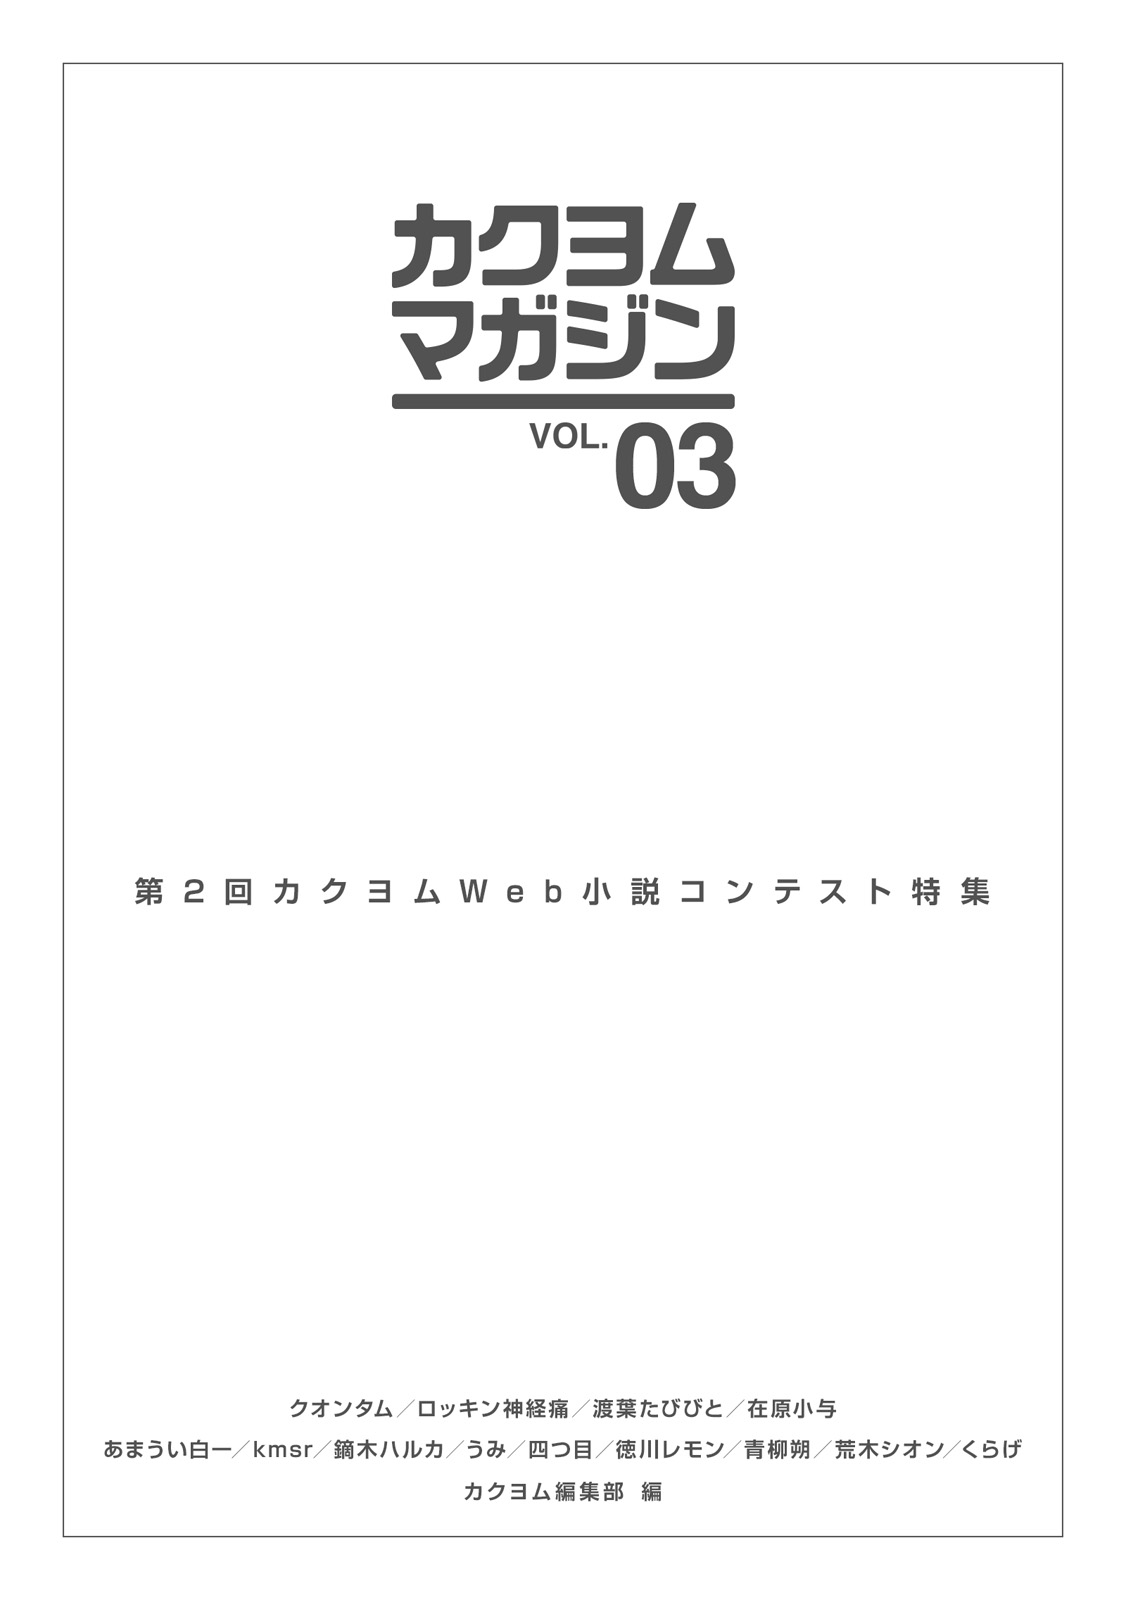 カクヨム
マガジン
VOL.03
第2回カクヨムWeb小説コンテスト特集
クオンタム／ロッキン神経痛／渡葉たびびと／在原小与
あまうい白一／kmsr／鏑木ハルカ／うみ／四つ目／徳川レモン／青柳朔／荒木シオン／くらげ
カクヨム編集部 編